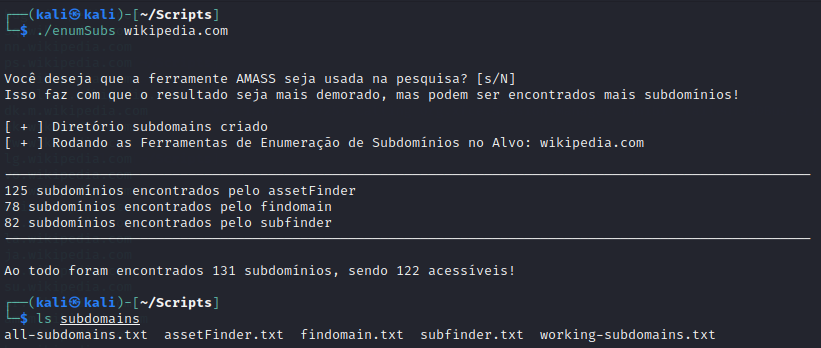 ┌──(kali㉿kali)-[~/Scripts]
└─$ ./enumSubs wikipedia.com
Você deseja que a ferramente AMASS seja usada na pesquisa? [s/N]
Isso faz com que o resultado seja mais demorado, mas podem ser encontrados mais subdomínios!
[ + ] Diretório subdomains criado
[ + ] Rodando as Ferramentas de Enumeração de Subdomínios no Alvo: wikipedia.com
125 subdomínios encontrados pelo assetFinder
78 subdomínios encontrados pelo findomain
82 subdomínios encontrados pelo subfinder
Ao todo foram encontrados 131 subdomínios, sendo 122 acessíveis!
┌──(kali㉿kali)-[~/Scripts]
└─$ ls subdomains
all-subdomains.txt  assetFinder.txt  findomain.txt  subfinder.txt  working-subdomains.txt